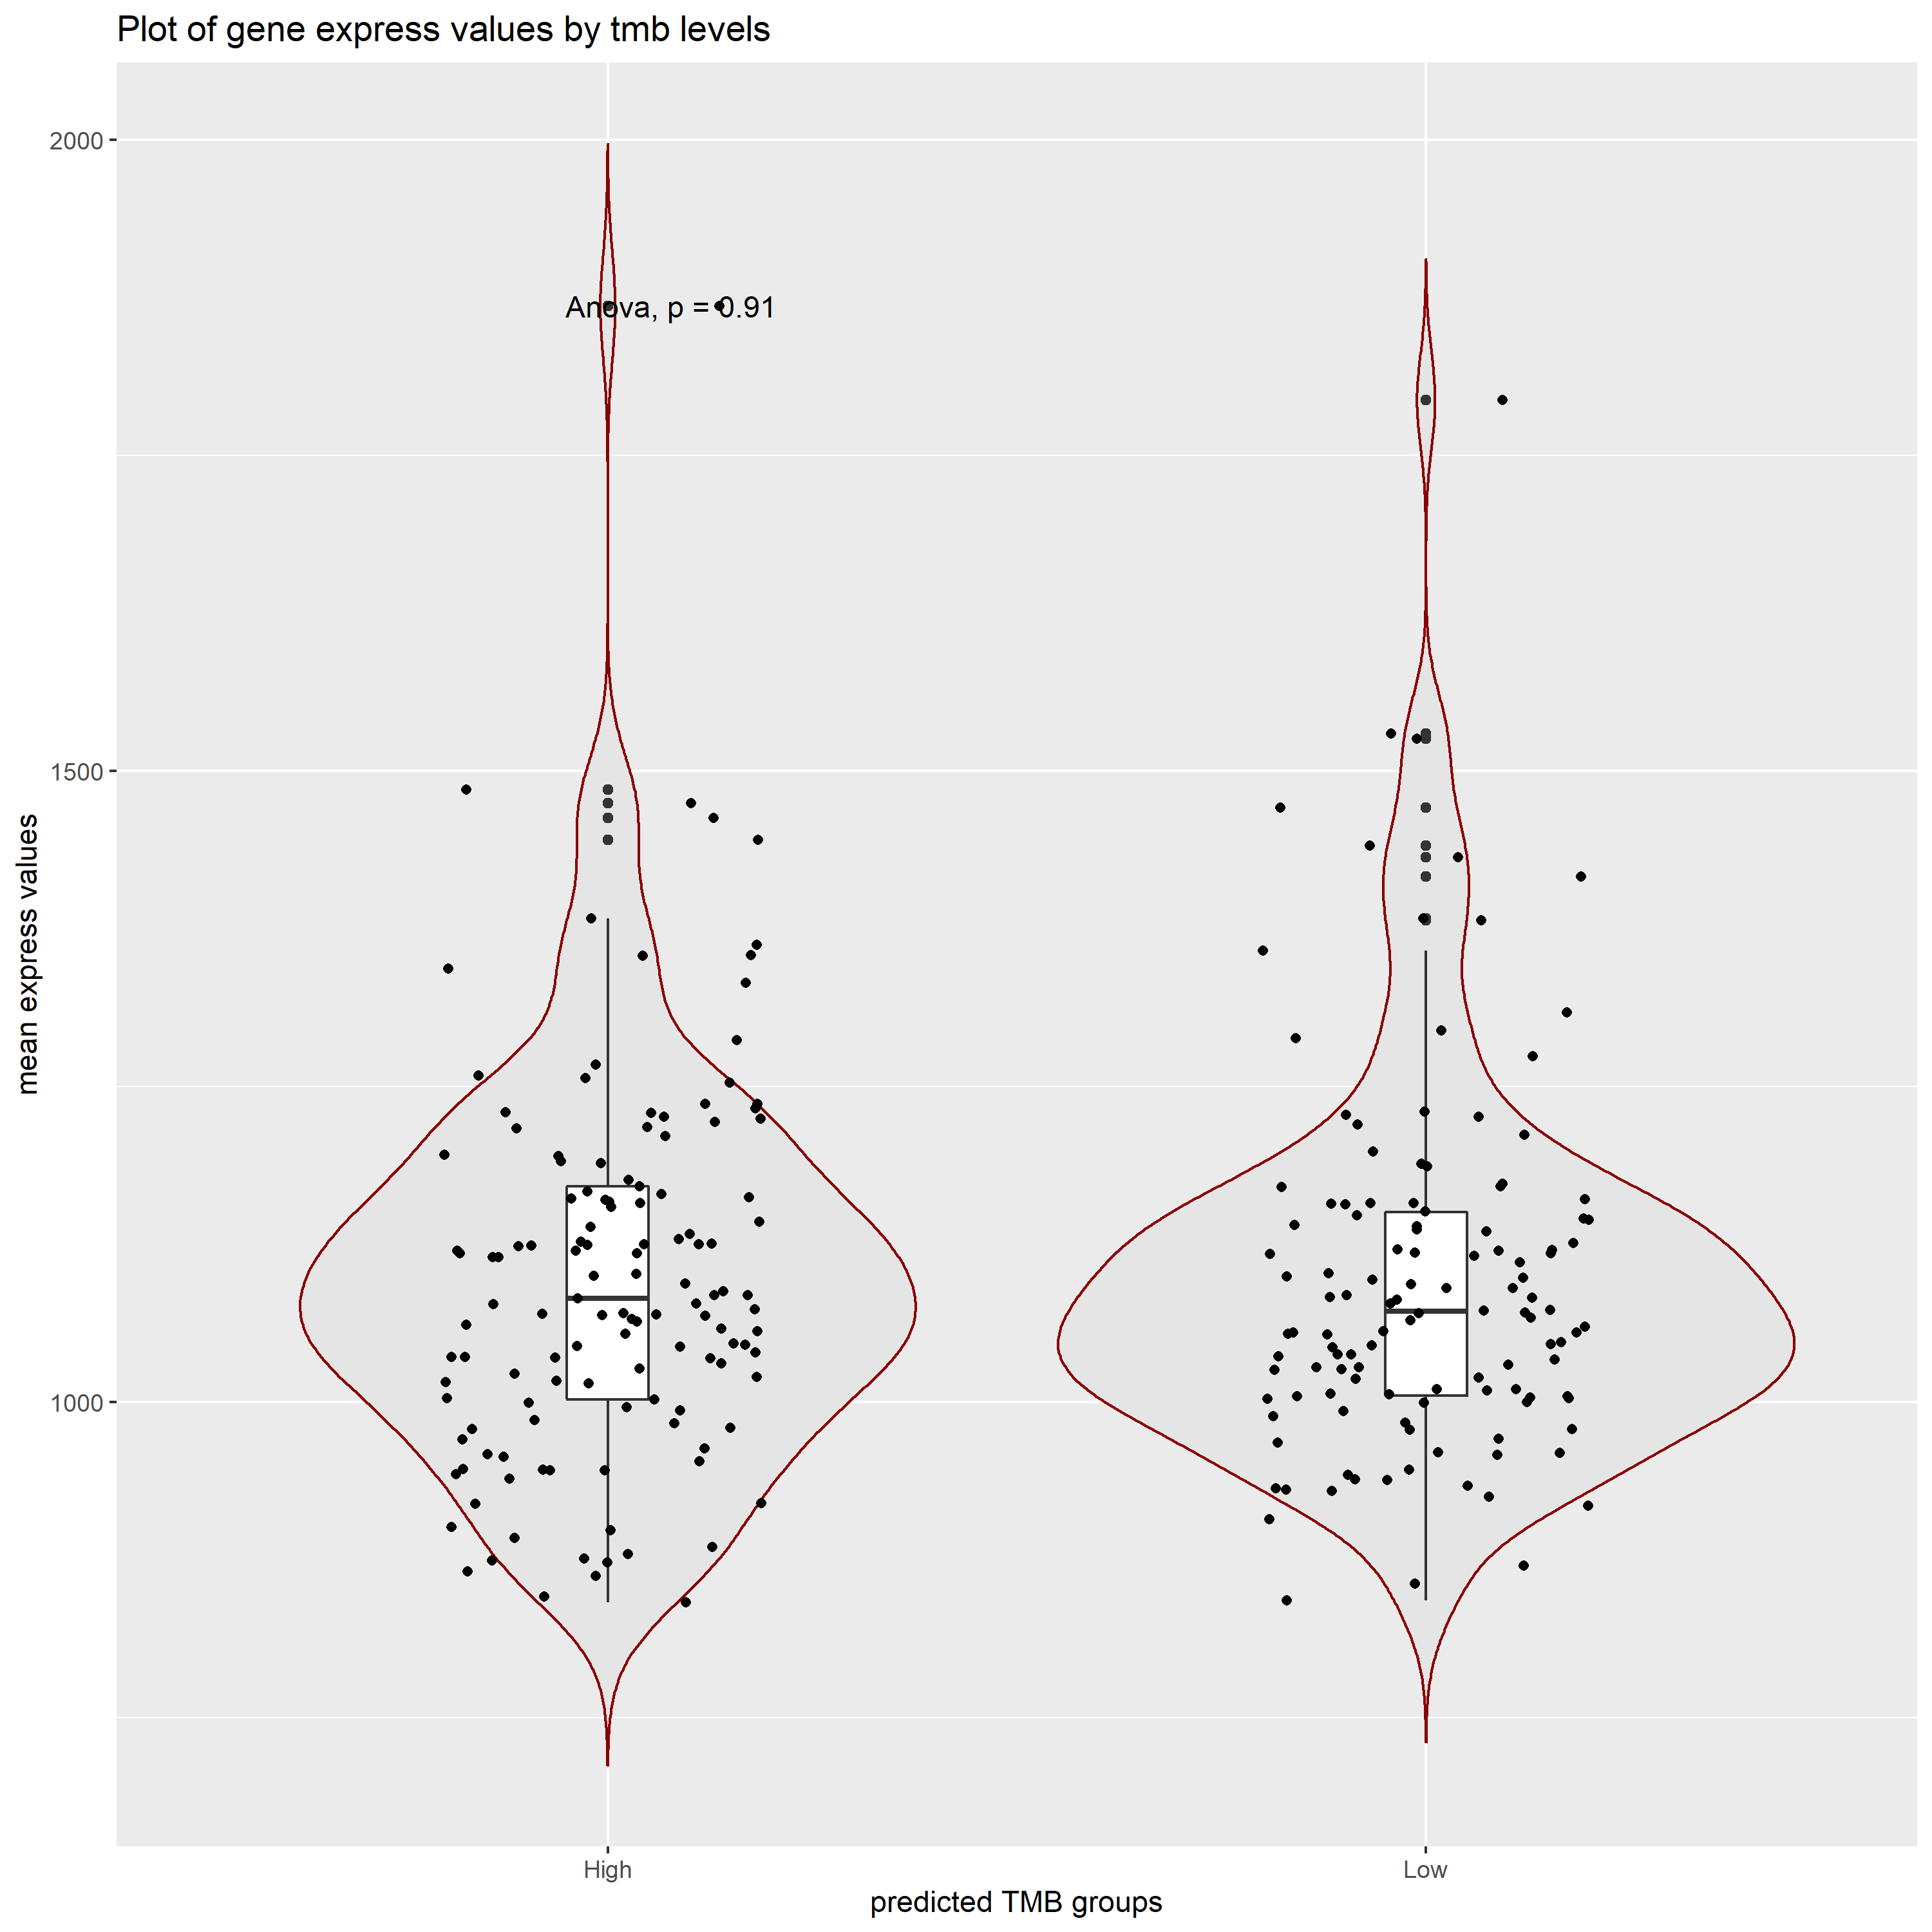 Plot of gene express values by tmb levels
2000
Anova, p = 0.91
1500
mean express values
1000
High
Low
predicted TMB groups